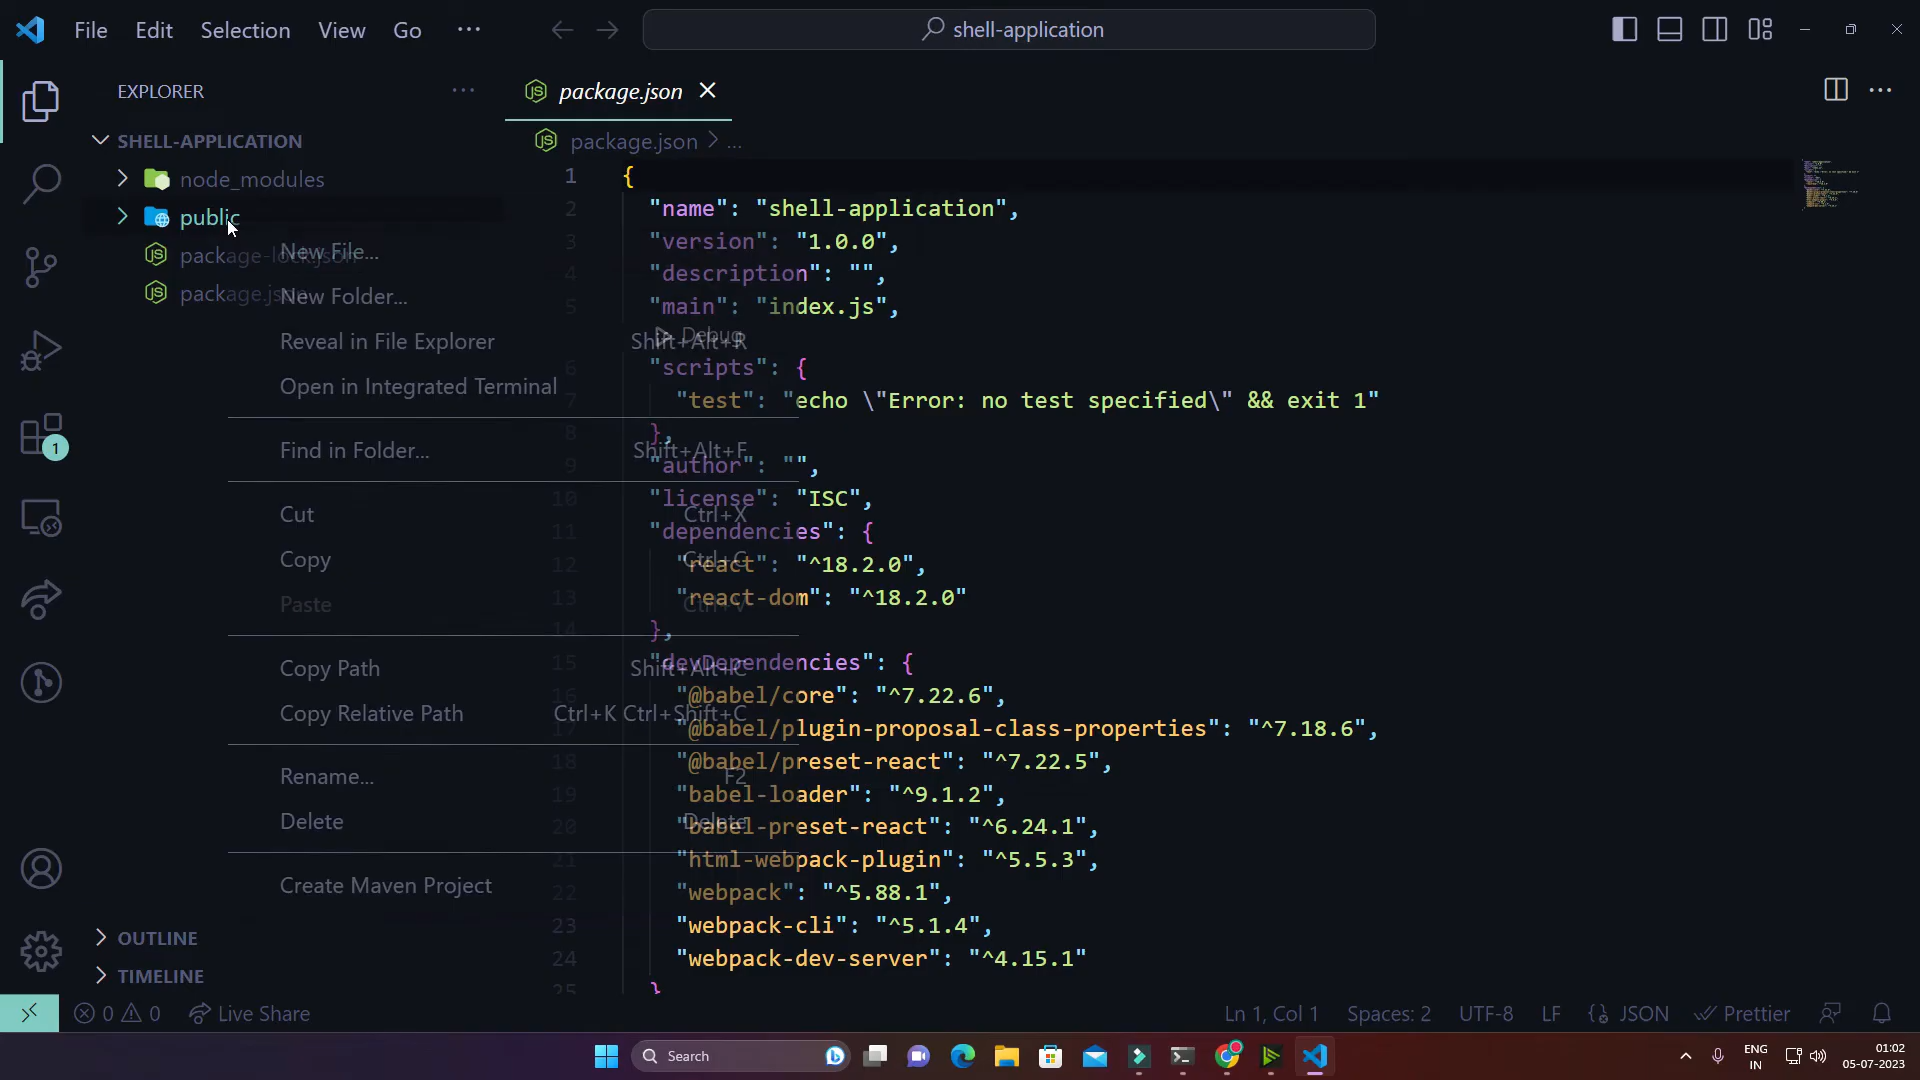 File Edit Selection View Go ...
shell-application
EXPLORER ...
SHELL-APPLICATION
node_modules
public
package-lock.json
package.json
New File...
New Folder...
Reveal in File Explorer Shift+Alt+R
Open in Integrated Terminal
Find in Folder... Shift+Alt+F
Cut Ctrl+X
Copy Ctrl+C
Paste Ctrl+V
Copy Path Shift+Alt+C
Copy Relative Path Ctrl+K Ctrl+Shift+C
Rename... F2
Delete Delete
Create Maven Project
OUTLINE
TIMELINE
package.json
package.json > ...
1 {
2 "name": "shell-application",
3 "version": "1.0.0",
4 "description": "",
5 "main": "index.js",
Debug
6 "scripts": {
7 "test": "echo \"Error: no test specified\" && exit 1"
8 },
9 "author": "",
10 "license": "ISC",
11 "dependencies": {
12 "react": "^18.2.0",
13 "react-dom": "^18.2.0"
14 },
15 "devDependencies": {
16 "@babel/core": "^7.22.6",
17 "@babel/plugin-proposal-class-properties": "^7.18.6",
18 "@babel/preset-react": "^7.22.5",
19 "babel-loader": "^9.1.2",
20 "babel-preset-react": "^6.24.1",
21 "html-webpack-plugin": "^5.5.3",
22 "webpack": "^5.88.1",
23 "webpack-cli": "^5.1.4",
24 "webpack-dev-server": "^4.15.1"
25 }
1
0 0 Live Share
Ln 1, Col 1 Spaces: 2 UTF-8 LF JSON Prettier
Search
ENG
IN
01:02
05-07-2023